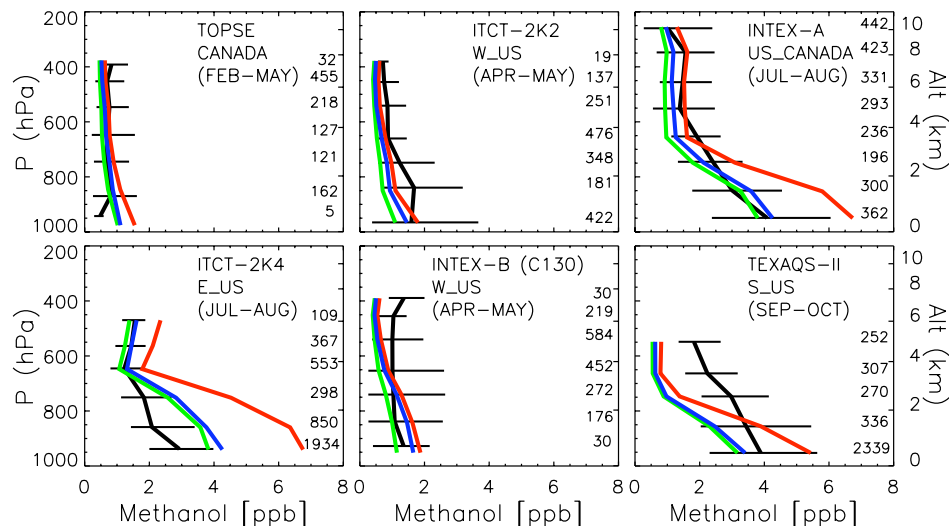 TOPSE
CANADA
(FEB-MAY)
32
455
218
127
121
162
5
200
400
600
800
1000
P (hPa)
ITCT-2K2
W_US
(APR-MAY)
19
137
251
476
348
181
422
INTEX-A
US_CANADA
(JUL-AUG)
442
423
331
293
236
196
300
362
10
8
6
4
2
0
Alt (km)
ITCT-2K4
E_US
(JUL-AUG)
109
367
553
298
850
1934
200
400
600
800
1000
P (hPa)
0 2 4 6 8
Methanol [ppb]
INTEX-B (C130)
W_US
(APR-MAY)
30
219
584
452
272
176
30
0 2 4 6 8
Methanol [ppb]
TEXAQS-II
S_US
(SEP-OCT)
252
307
270
336
2339
10
8
6
4
2
0
Alt (km)
0 2 4 6 8
Methanol [ppb]